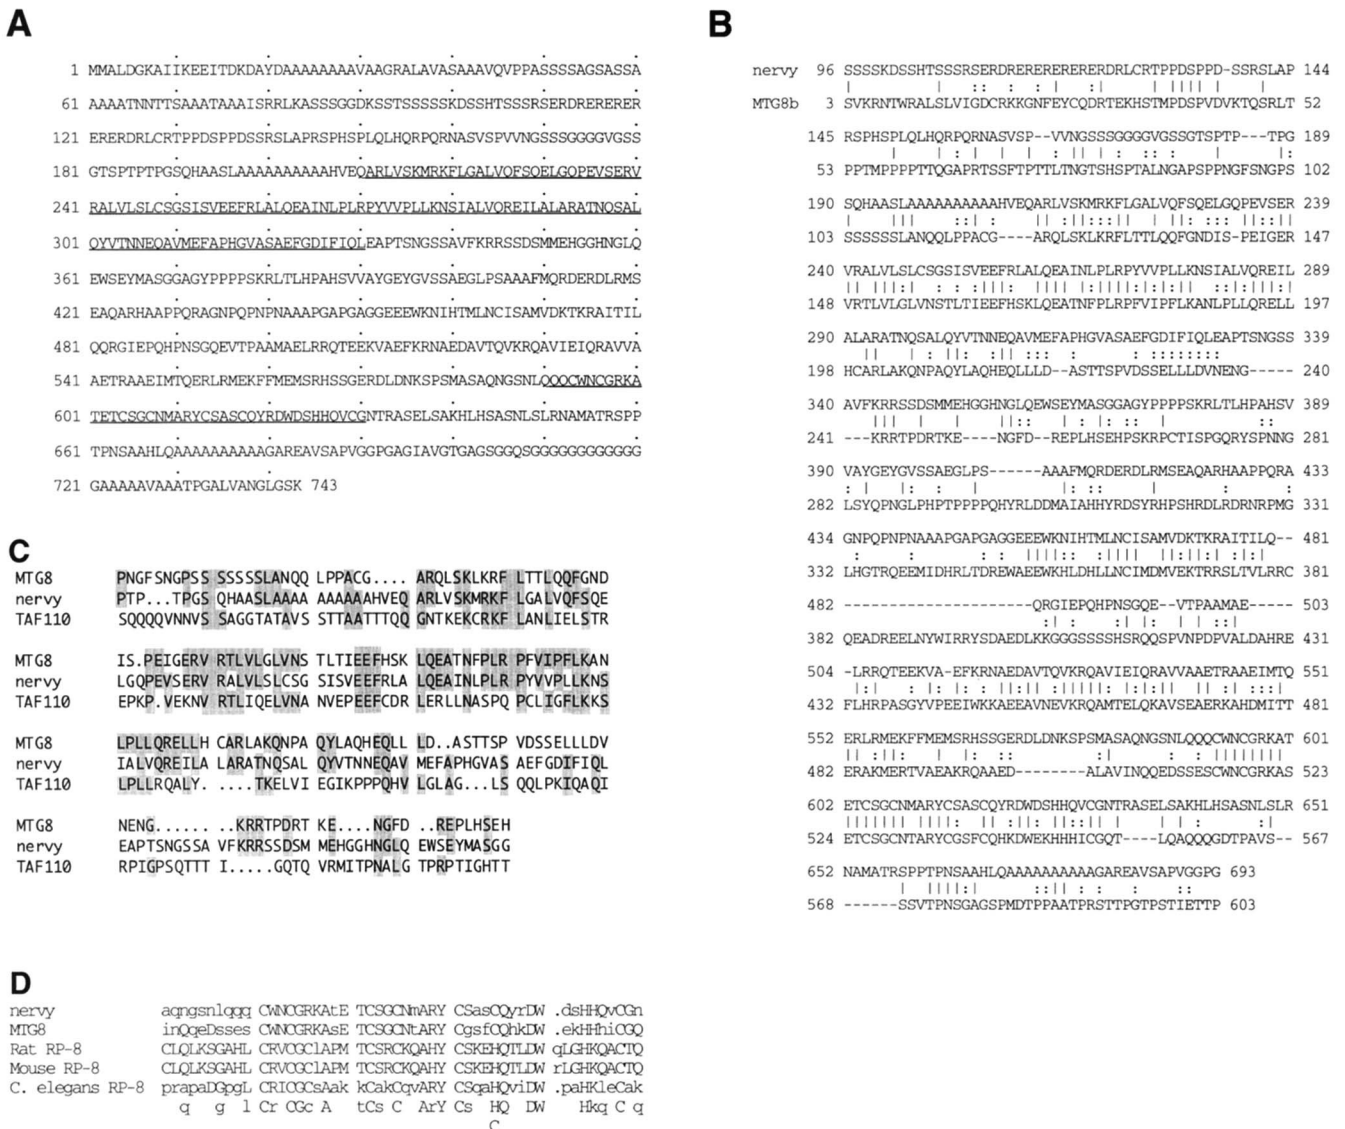 A
1 MMALDGKAIIKEEITDKDAYDAAAAAAAAVAAGRALAVASAAAVQVPPASSSSAGSASSA
61 AAAATNNTTSAAATAAAISRRLKASSSGGDKSSTSSSSSKDSSHTSSSRSERDRERERER
121 ERERDRLCRTPPDSPPDSSRSLAPRSPHSPLQLHQRPQRNASVSPVVNGSSSGGGGVGSS
181 GTSPTPTPGSQHAASLAAAAAAAAAAHVEQARLVSKMRKFLGALVQFSQELGQPEVSERV
241 RALVLSLCSGSISVEEFRLALQEAINLPLRPYVVPLLKNSIALVQREILALARATNQSAL
301 QYVTNNEQAVMEFAPHGVASAEFGDIFIQLEAPTSNGSSAVFKRRSSDSMMEHGGHNGLQ
361 EWSEYMASGGAGYPPPPSKRLTLHPAHSVVAYGEYGVSSAEGLPSAAAFMQRDERDLRMS
421 EAQARHAAPPQRAGNPQPNPNAAAPGAPGAGGEEEWKNIHTMLNCISAMVDKTKRAITIL
481 QQRGIEPQHPNSGQEVTPAAMAELRRQTEEKVAEFKRNAEDAVTQVKRQAVIEIQRAVVA
541 AETRAAEIMTQERLRMEKFFMEMSRHSSGERDLDNKSPSMASAQNGSNLQQQCWNCGRKA
601 TETCSGCNMARYCSASCQYRDWDSHHQVCGNTRASELSAKHLHSASNLSLRNAMATRSPP
661 TPNSAAHLQAAAAAAAAAAGAREAVSAPVGGPGAGIAVGTGAGSGGQSGGGGGGGGGGGG
721 GAAAAAVAAATPGALVANGLGSK 743
B
nervy 96 SSSSKDSSHTSSSRSERDRERERERERERDRLCRTPPDSPPD-SSRSLAP 144
MTG8b 3 SVKRNTWRALSLVIGDCRKKGNFEYCQDRTEKHSTMPDSPVDVKTQSRLT 52
145 RSPHSPLQLHQRPQRNASVSP--VVNGSSSGGGGVGSSGTSPTP---TPG 189
53 PPTMPPPPTTQGAPRTSSFTPTTLTNGTSHSPTALNGAPSPPNGFSNGPS 102
190 SQHAASLAAAAAAAAAAHVEQARLVSKMRKFLGALVQFSQELGQPEVSER 239
103 SSSSSSLANQQLPPACG----ARQLSKLKRFLTTLQQFGNDIS-PEIGER 147
240 VRALVLSLCSGSISVEEFRLALQEAINLPLRPYVVPLLKNSIALVQREIL 289
148 VRTLVLGLVNSTLTIEEFHSKLQEATNFPLRPFVIPFLKANLPLLQRELL 197
290 ALARATNQSALQYVTNNEQAVMEFAPHGVASAEFGDIFIQLEAPTSNGSS 339
198 HCARLAKQNPAQYLAQHEQLLLD--ASTTSPVDSSELLLDVNENG----- 240
340 AVFKRRSSDSMMEHGGHNGLQEWSEYMASGGAGYPPPPSKRLTLHPAHSV 389
241 ---KRRTPDRTKE----NGFD--REPLHSEHPSKRPCTISPGQRYSPNNG 281
390 VAYGEYGVSSAEGLPS------AAAFMQRDERDLRMSEAQARHAAPPQRA 433
282 LSYQPNGLPHPTPPPPQHYRLDDMAIAHHYRDSYRHPSHRDLRDRNRPMG 331
434 GNPQPNPNAAAPGAPGAGGEEEWKNIHTMLNCISAMVDKTKRAITILQ-- 481
332 LHGTRQEEMIDHRLTDREWAEEWKHLDHLLNCIMDMVEKTRRSLTVLRRC 381
482 ---------------------QRGIEPQHPNSGQE--VTPAAMAE------ 503
382 QEADREELNYWIRRYSDAEDLKKGGGSSSSHSRQQSPVNPDPVALDAHRE 431
504 -LRRQTEEKVA-EFKRNAEDAVTQVKRQAVIEIQRAVVAAETRAAEIMTQ 551
432 FLHRPASGYVPEEIWKKAEEAVNEVKRQAMTELQKAVSEAERKAHDMITT 481
552 ERLRMEKFFMEMSRHSSGERDLDNKSPSMASAQNGSNLQQQCWNCGRKAT 601
482 ERAKMERTVAEAKRQAAED--------ALAVINQQEDSSESCWNCGRKAS 523
602 ETCSGCNMARYCSASCQYRDWDSHHQVCGNTRASELSAKHLHSASNLSLR 651
524 ETCSGCNTARYCGSFCQHKDWEKHHHICGQT----LQAQQQGDTPAVS-- 567
652 NAMATRSPPTPNSAAHLQAAAAAAAAAAGAREAVSAPVGGPG 693
568 ------SSVTPNSGAGSPMDTPPAATPRSTTPGTPSTIETTP 603
C
MTG8 PNGFSNGPSS SSSSSLANQQ LPPACG.... ARQLSKLKRF LTTLQQFGND
nervy PTP...TPGS QHAASLAAAA AAAAAAHVEQ ARLVSKMRKF LGALVQFSQE
TAF110 SQQQQVNNVS SAGGTATAVS STTAATTTQQ GNTKEKCRKF LANLIELSTR
MTG8 IS.PEIGERV RTLVLGLVNS TLTIEEFHSK LQEATNFPLR PFVIPFLKAN
nervy LGQPEVSERV RALVLSLCSG SISVEEFRLA LQEAINLPLR PYVVPLLKNS
TAF110 EPKP.VEKNV RTLIQELVNA NVEPEEFCDR LERLLNASPQ PCLIGFLKKS
MTG8 LPLLQRELLH CARLAKQNPA QYLAQHEQLL LD..ASTTSP VDSSELLLDV
nervy IALVQREILA LARATNQSAL QYVTNNEQAV MEFAPHGVAS AEFGDIFIQL
TAF110 LPLLRQALY. ....TKELVI EGIKPPPQHV LGLAG...LS QQLPKIQAQI
MTG8 NENG...... .KRRTPDRT KE....NGFD ..REPLHSEH
nervy EAPTSNGSSA VFKRRSSDSM MEHGGHNGLQ EWSEYMASGG
TAF110 RPIGPSQTTT I.....GQTQ VRMITPNALG TPRPTIGHTT
D
nervy aqngsnlqqq CWNCGRKAtE TCSGCNmARY CSasCQyrDW .dsHHQvCGn
MTG8 inQqeDsses CWNCGRKAsE TCSGCNtARY CgsfCQhkDW .ekHHhiCGQ
Rat RP-8 CLQLKSGAHL CRVCGClAPM TCSRCKQAHY CSKEHQTLDW qLGHKQACTQ
Mouse RP-8 CLQLKSGAHL CRVCGClAPM TCSRCKQAHY CSKEHQTLDW rLGHKQACTQ
C. elegans RP-8 prapaDGpgL CRICGCsAak kCakCqvARY CSqaHQviDW .paHKleCak
q g l Cr CGc A tCs C ArY Cs HQ DW Hkq C q
C